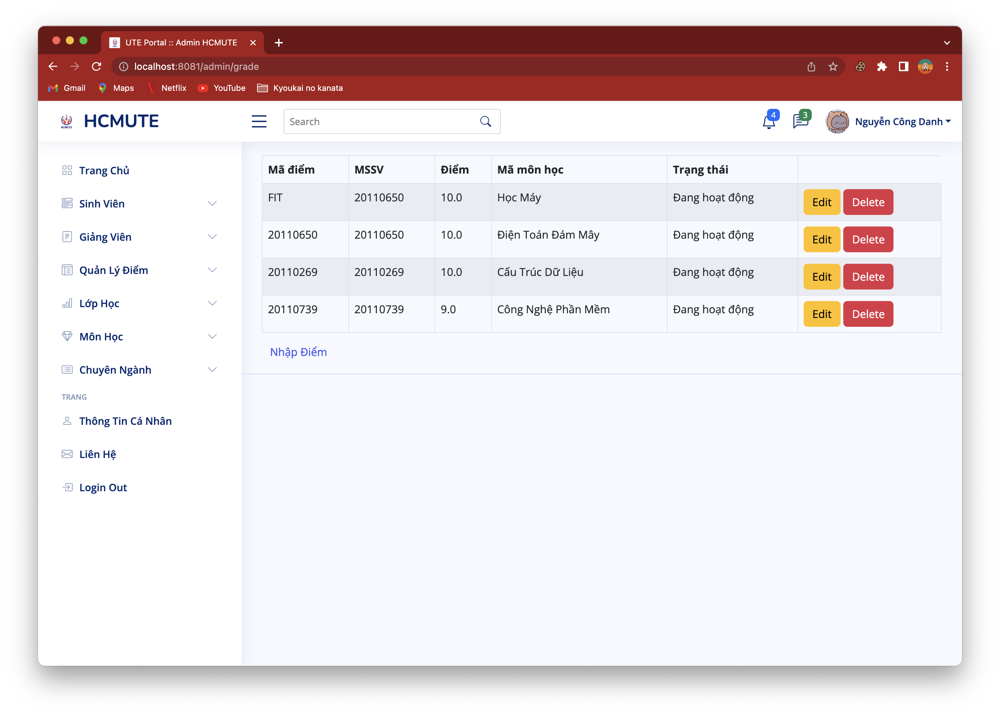 UTE Portal :: Admin HCMUTE
localhost:8081/admin/grade
Gmail Maps Netflix YouTube Kyoukai no kanata
HCMUTE HCMUTE Search 4 3 Nguyễn Công Danh
Trang Chủ
Sinh Viên
Giảng Viên
Quản Lý Điểm
Lớp Học
Môn Học
Chuyên Ngành
TRANG
Thông Tin Cá Nhân
Liên Hệ
Login Out
Mã điểm MSSV Điểm Mã môn học Trạng thái
FIT 20110650 10.0 Học Máy Đang hoạt động Edit Delete
20110650 20110650 10.0 Điện Toán Đám Mây Đang hoạt động Edit Delete
20110269 20110269 10.0 Cấu Trúc Dữ Liệu Đang hoạt động Edit Delete
20110739 20110739 9.0 Công Nghệ Phần Mềm Đang hoạt động Edit Delete
Nhập Điểm